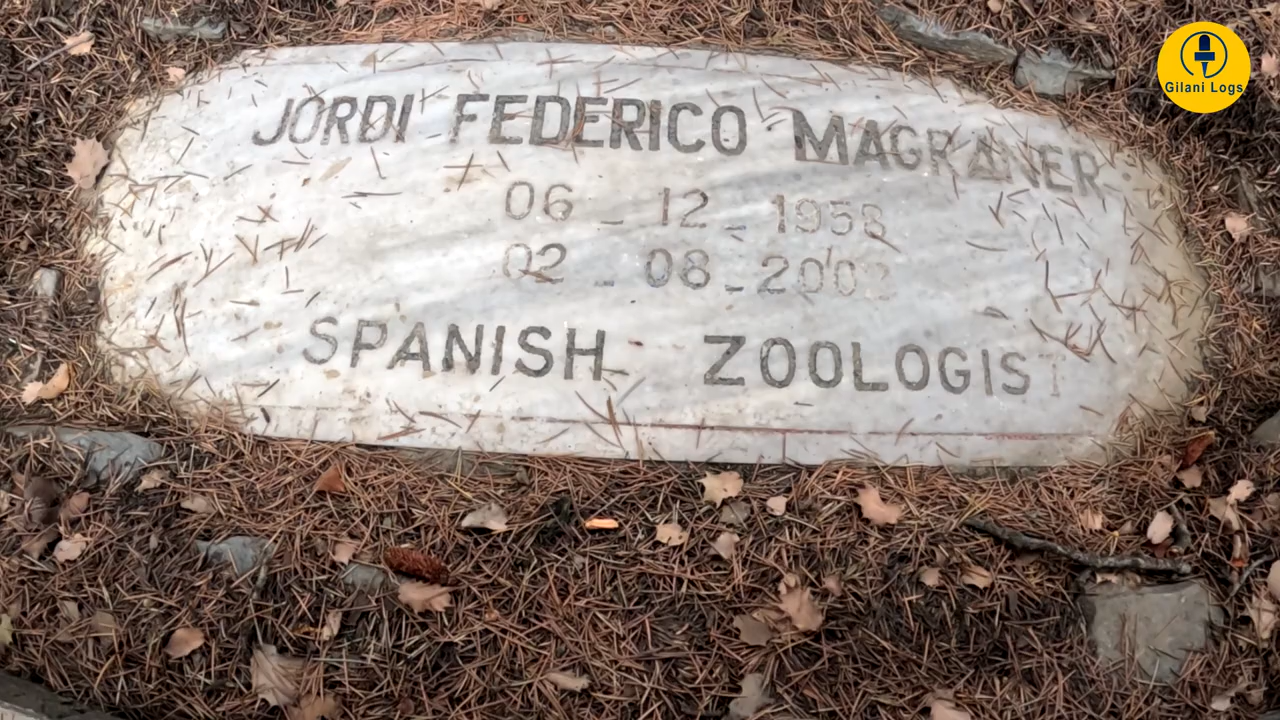 JORDI FEDERICO MAGRANER
06 _ 12 _ 1958
02 _ 08 _ 2002
SPANISH ZOOLOGIST
Gilani Logs